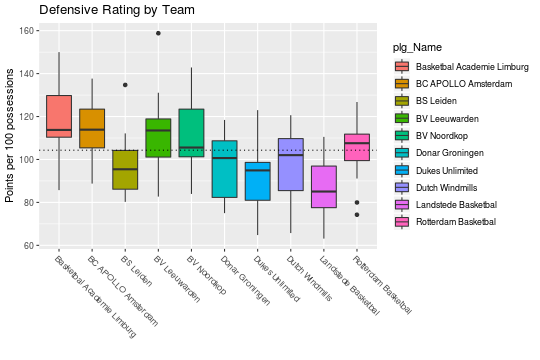 Defensive Rating by Team
Points per 100 possessions
160
140
120
100
80
60
Basketbal Academie Limburg
BC APOLLO Amsterdam
BS Leiden
BV Leeuwarden
BV Noordkop
Donar Groningen
Dukes Unlimited
Dutch Windmills
Landstede Basketbal
Rotterdam Basketbal
plg_Name
Basketbal Academie Limburg
BC APOLLO Amsterdam
BS Leiden
BV Leeuwarden
BV Noordkop
Donar Groningen
Dukes Unlimited
Dutch Windmills
Landstede Basketbal
Rotterdam Basketbal